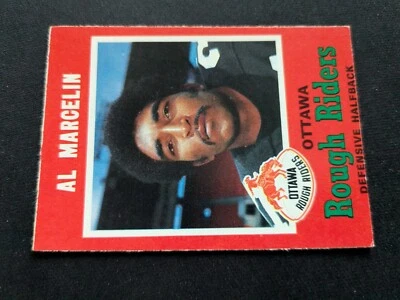 AL MARCELIN
OTTAWA
ROUGH RIDERS
OTTAWA
Rough Riders
DEFENSIVE HALFBACK